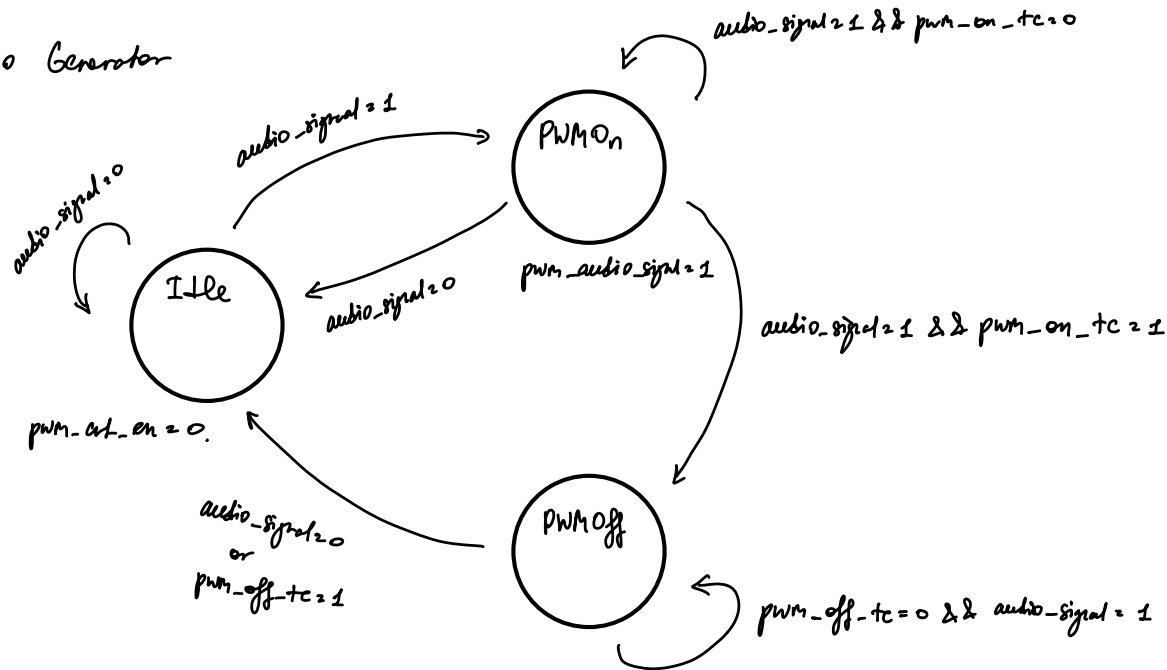 o Generator
audio_signal = 1 && pwm_on_tc = 0
audio_signal = 1
PWMOn
audio_signal = 0
Idle
audio_signal = 0
pwm_audio_signal = 1
audio_signal = 1 && pwm_on_tc = 1
pwm_cnt_en = 0.
audio_signal = 0
or
pwm_off_tc = 1
PWMOff
pwm_off_tc = 0 && audio_signal = 1